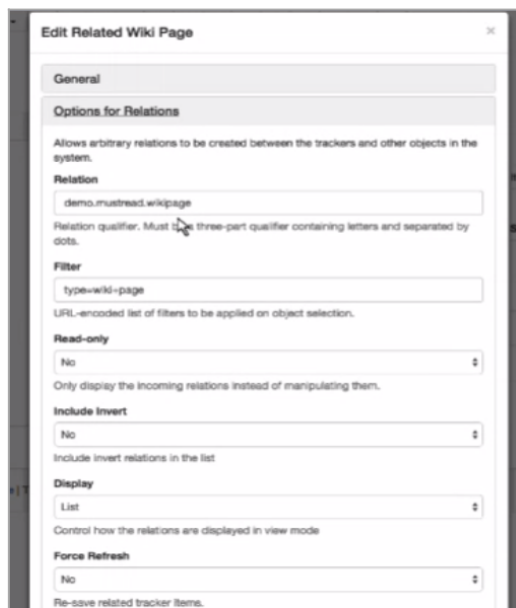 Edit Related Wiki Page ×
General
Options for Relations
Allows arbitrary relations to be created between the trackers and other objects in the
system.
Relation
demo.mustread.wikipage
Relation qualifier. Must three-part qualifier containing letters and separated by
dots.
Filter
type=wiki-page
URL-encoded list of filters to be applied on object selection.
Read-only
No
Only display the incoming relations instead of manipulating them.
Include Invert
No
Include invert relations in the list
Display
List
Control how the relations are displayed in view mode
Force Refresh
No
Re-save related tracker items.